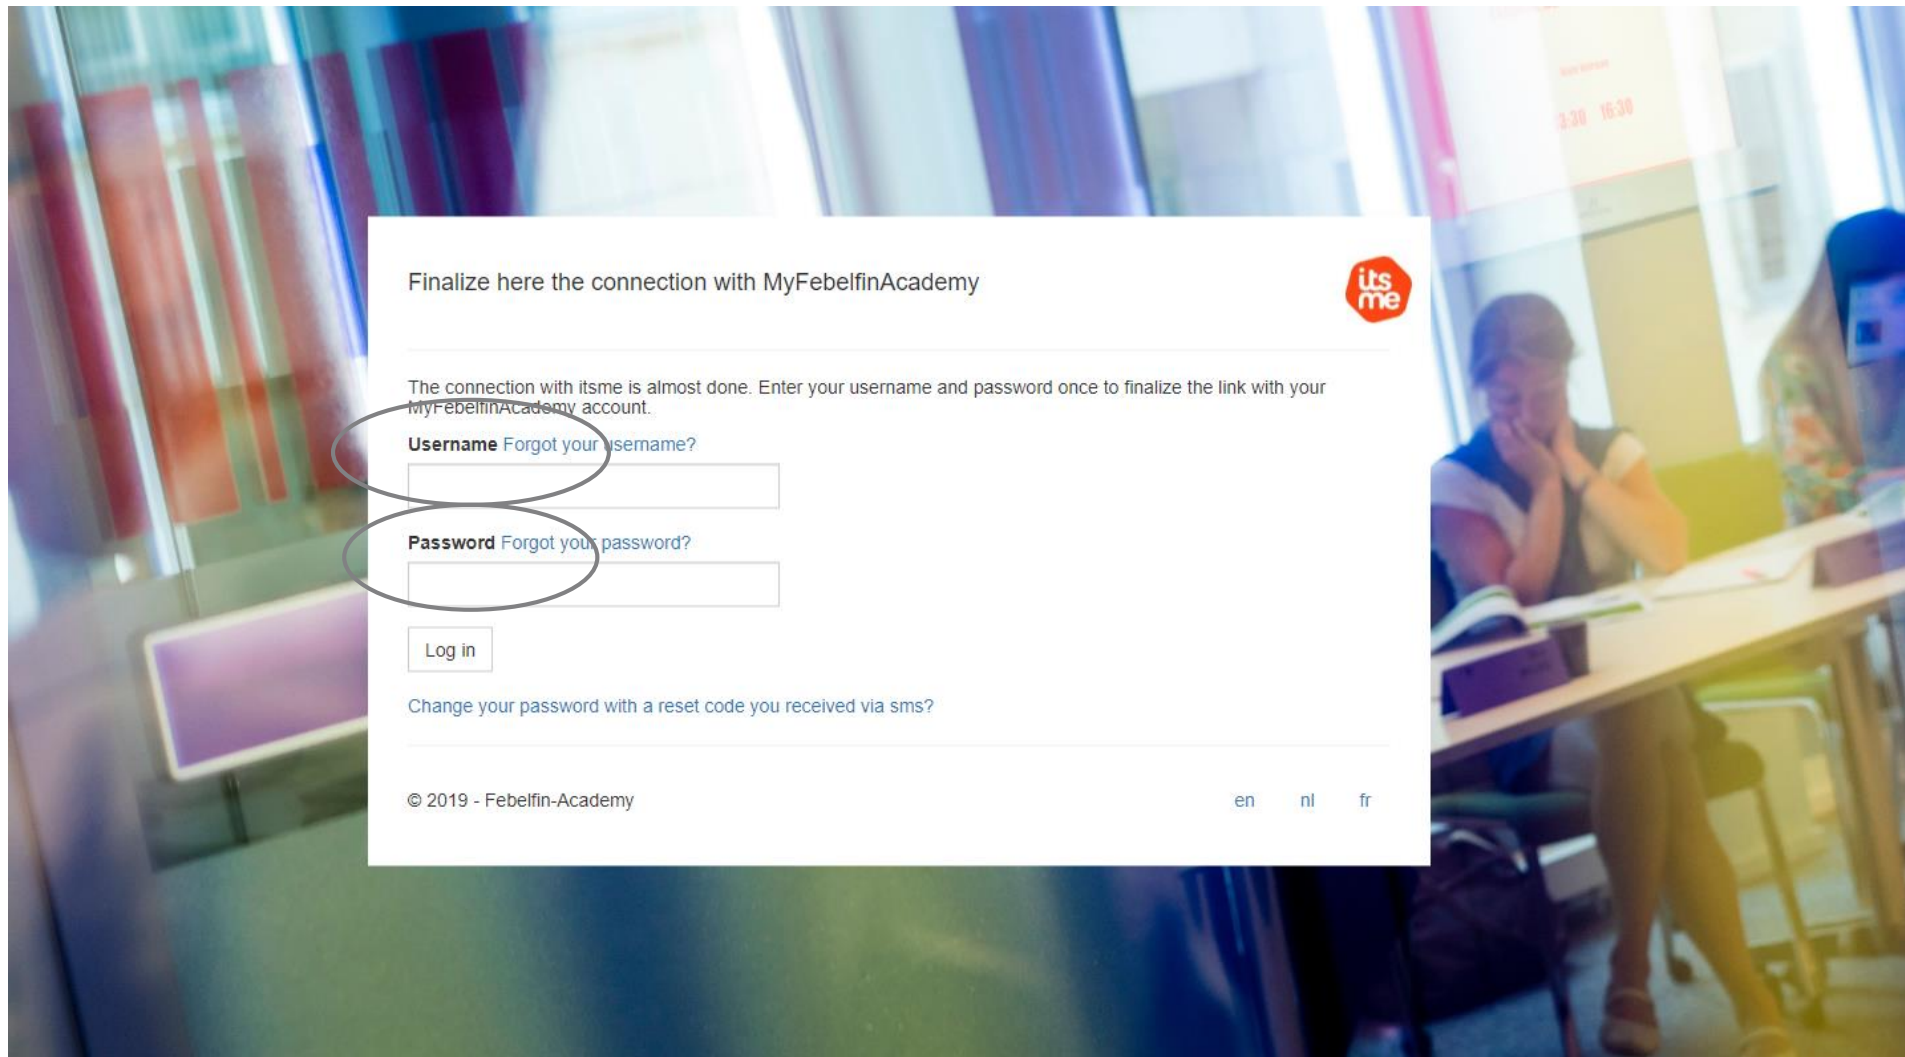 16:30
Finalize here the connection with MyFebelfinAcademy
its
me
The connection with itsme is almost done. Enter your username and password once to finalize the link with your
MyFebelfinAcademy account.
Username Forgot your username?
Password Forgot your password?
Log in
Change your password with a reset code you received via sms?
© 2019 - Febelfin-Academy
en nl fr